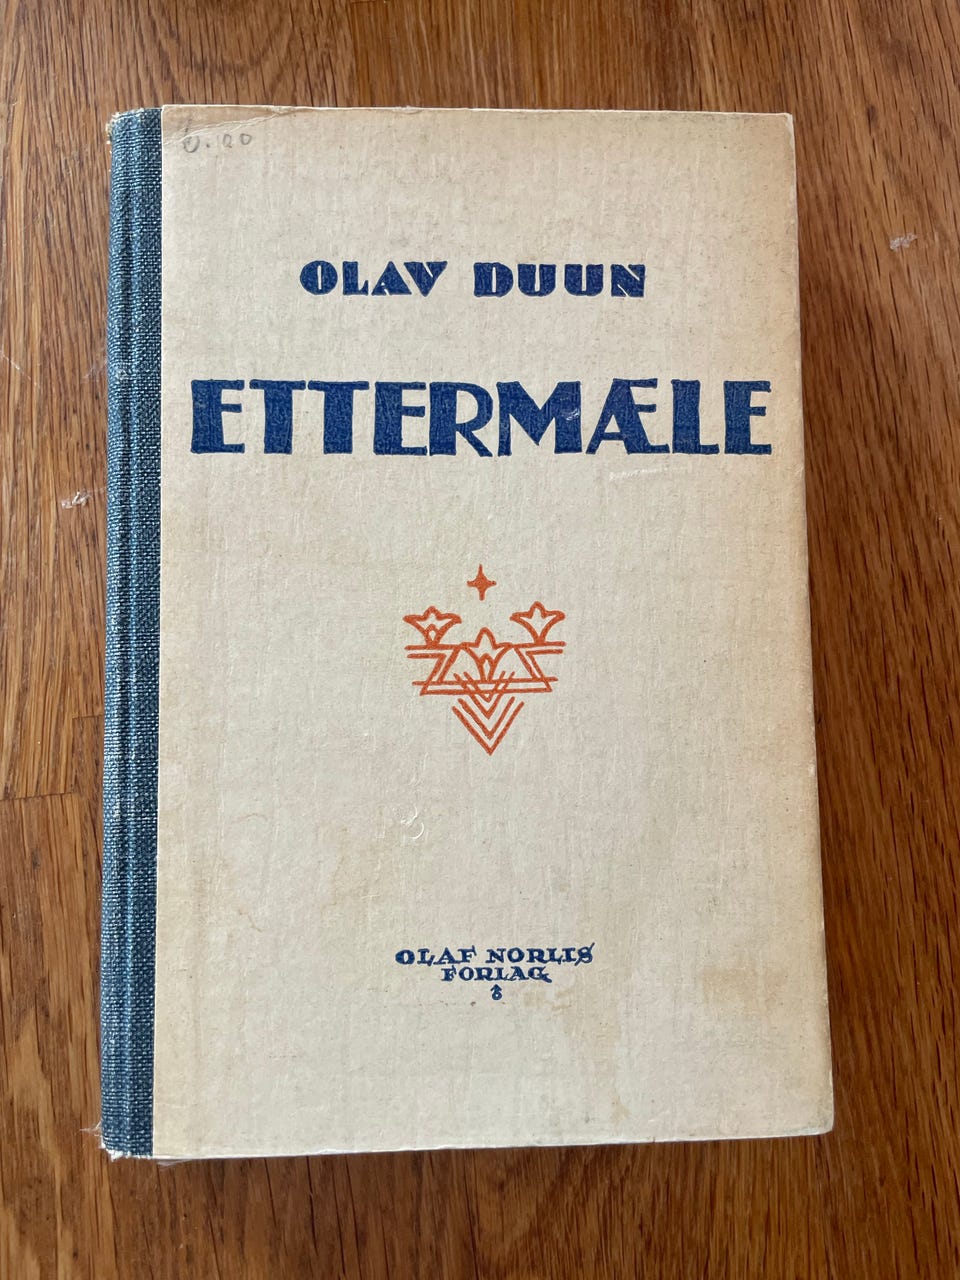 OLAV DUUN
ETTERMÆLE
OLAF NORLIS
FORLAG